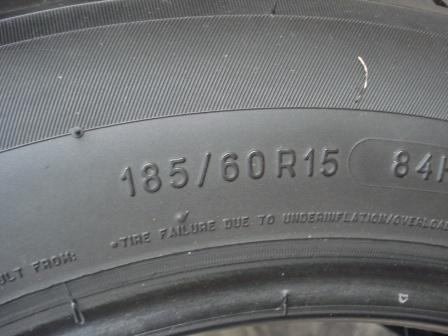 185/60R15 84H
•TIRE FAILURE DUE TO UNDERINFLATION/OVERLOAD
ULT FROM: